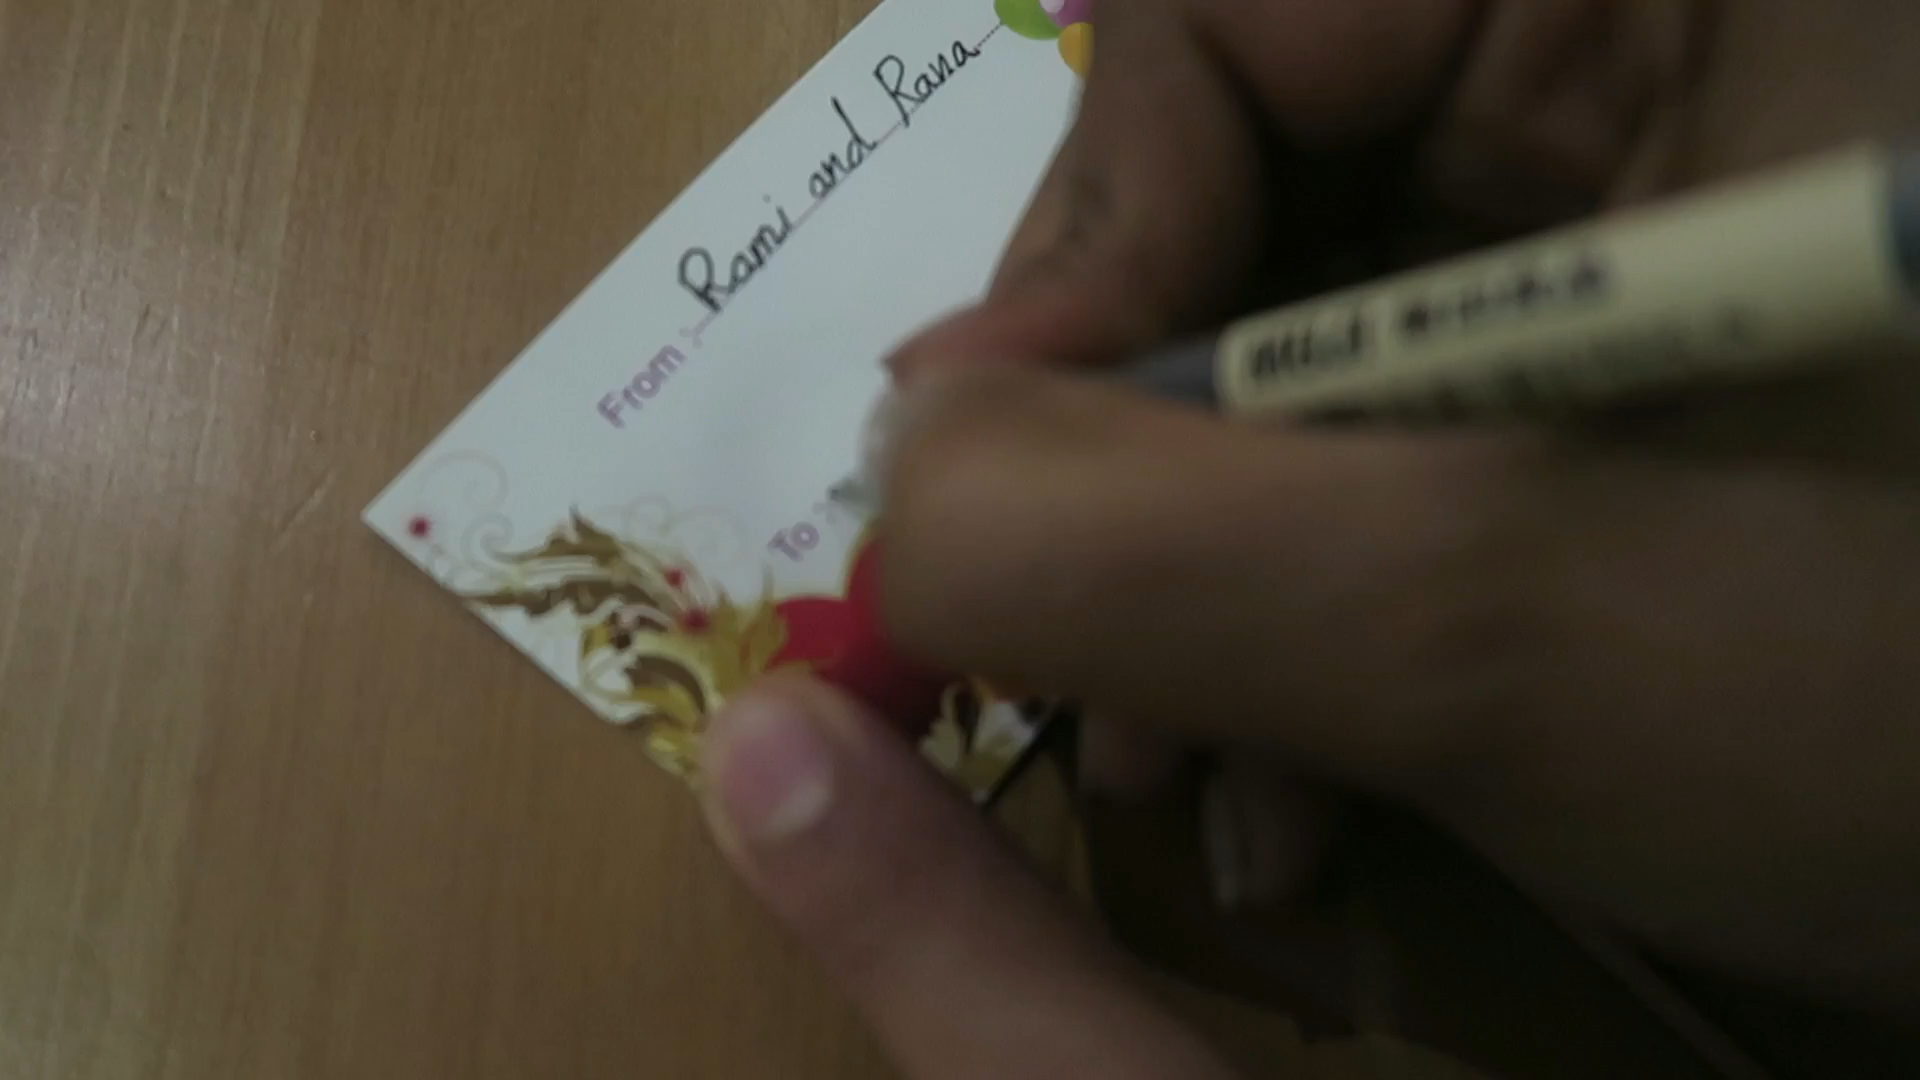 From : Rami and Rana
To :